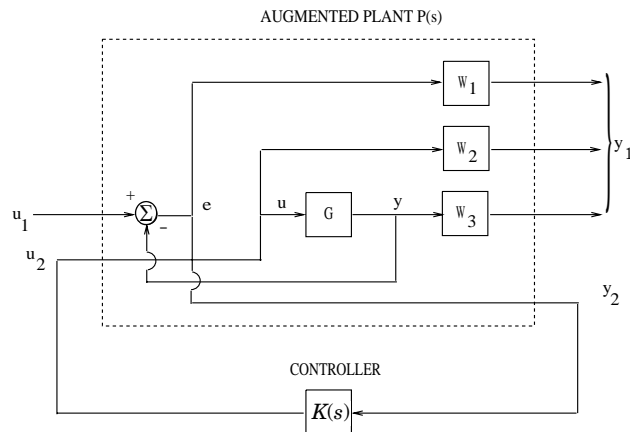 AUGMENTED PLANT P(s)
W1
W2
y1
+
u1
Σ
e
−
u
G
y
W3
u2
y2
CONTROLLER
K(s)